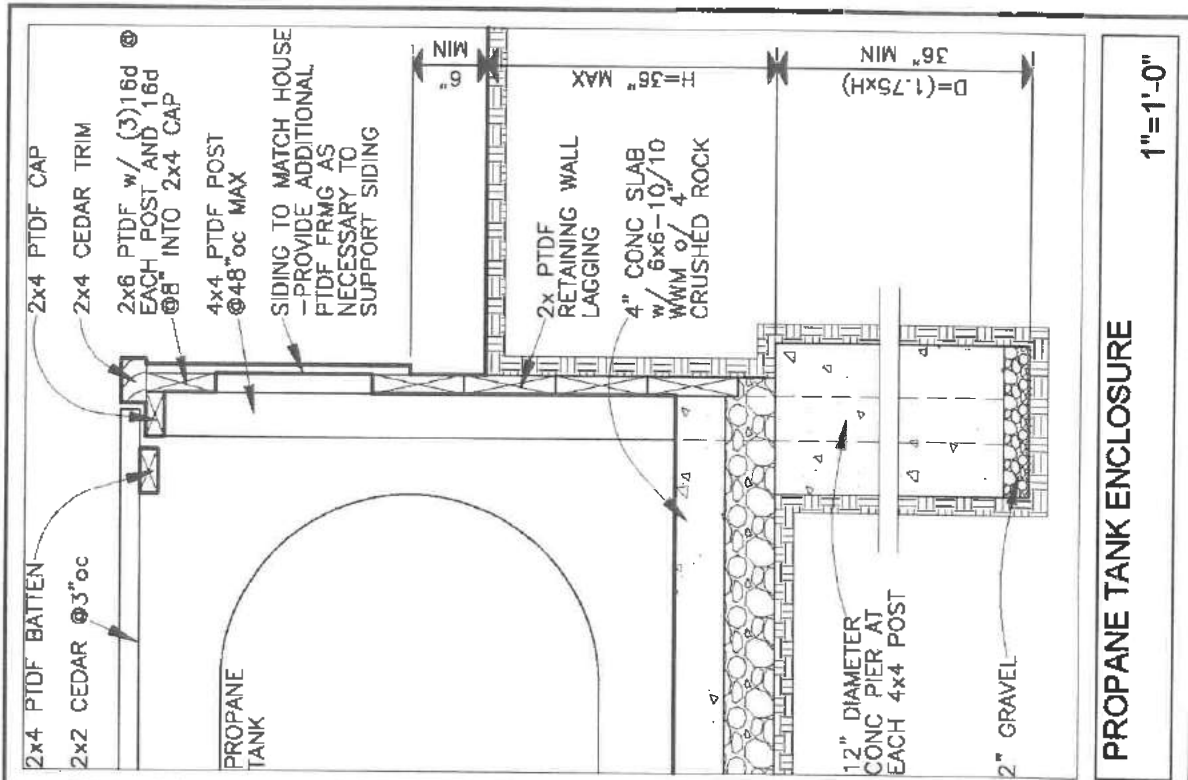 2x4 PTDF BATTEN
2x2 CEDAR @3"oc
2x4 PTDF CAP
2x4 CEDAR TRIM
2x6 PTDF w/ (3)16d @
EACH POST AND 16d
@8" INTO 2x4 CAP
4x4 PTDF POST
@48"oc MAX
SIDING TO MATCH HOUSE
-PROVIDE ADDITIONAL
PTDF FRMG AS
NECESSARY TO
SUPPORT SIDING
6"
MIN
H=36" MAX
D=(1.75xH)
36" MIN
PROPANE
TANK
2x PTDF
RETAINING WALL
LAGGING
4" CONC SLAB
w/ 6x6-10/10
WWM o/ 4"
CRUSHED ROCK
12" DIAMETER
CONC PIER AT
EACH 4x4 POST
2" GRAVEL
PROPANE TANK ENCLOSURE
1"=1'-0"